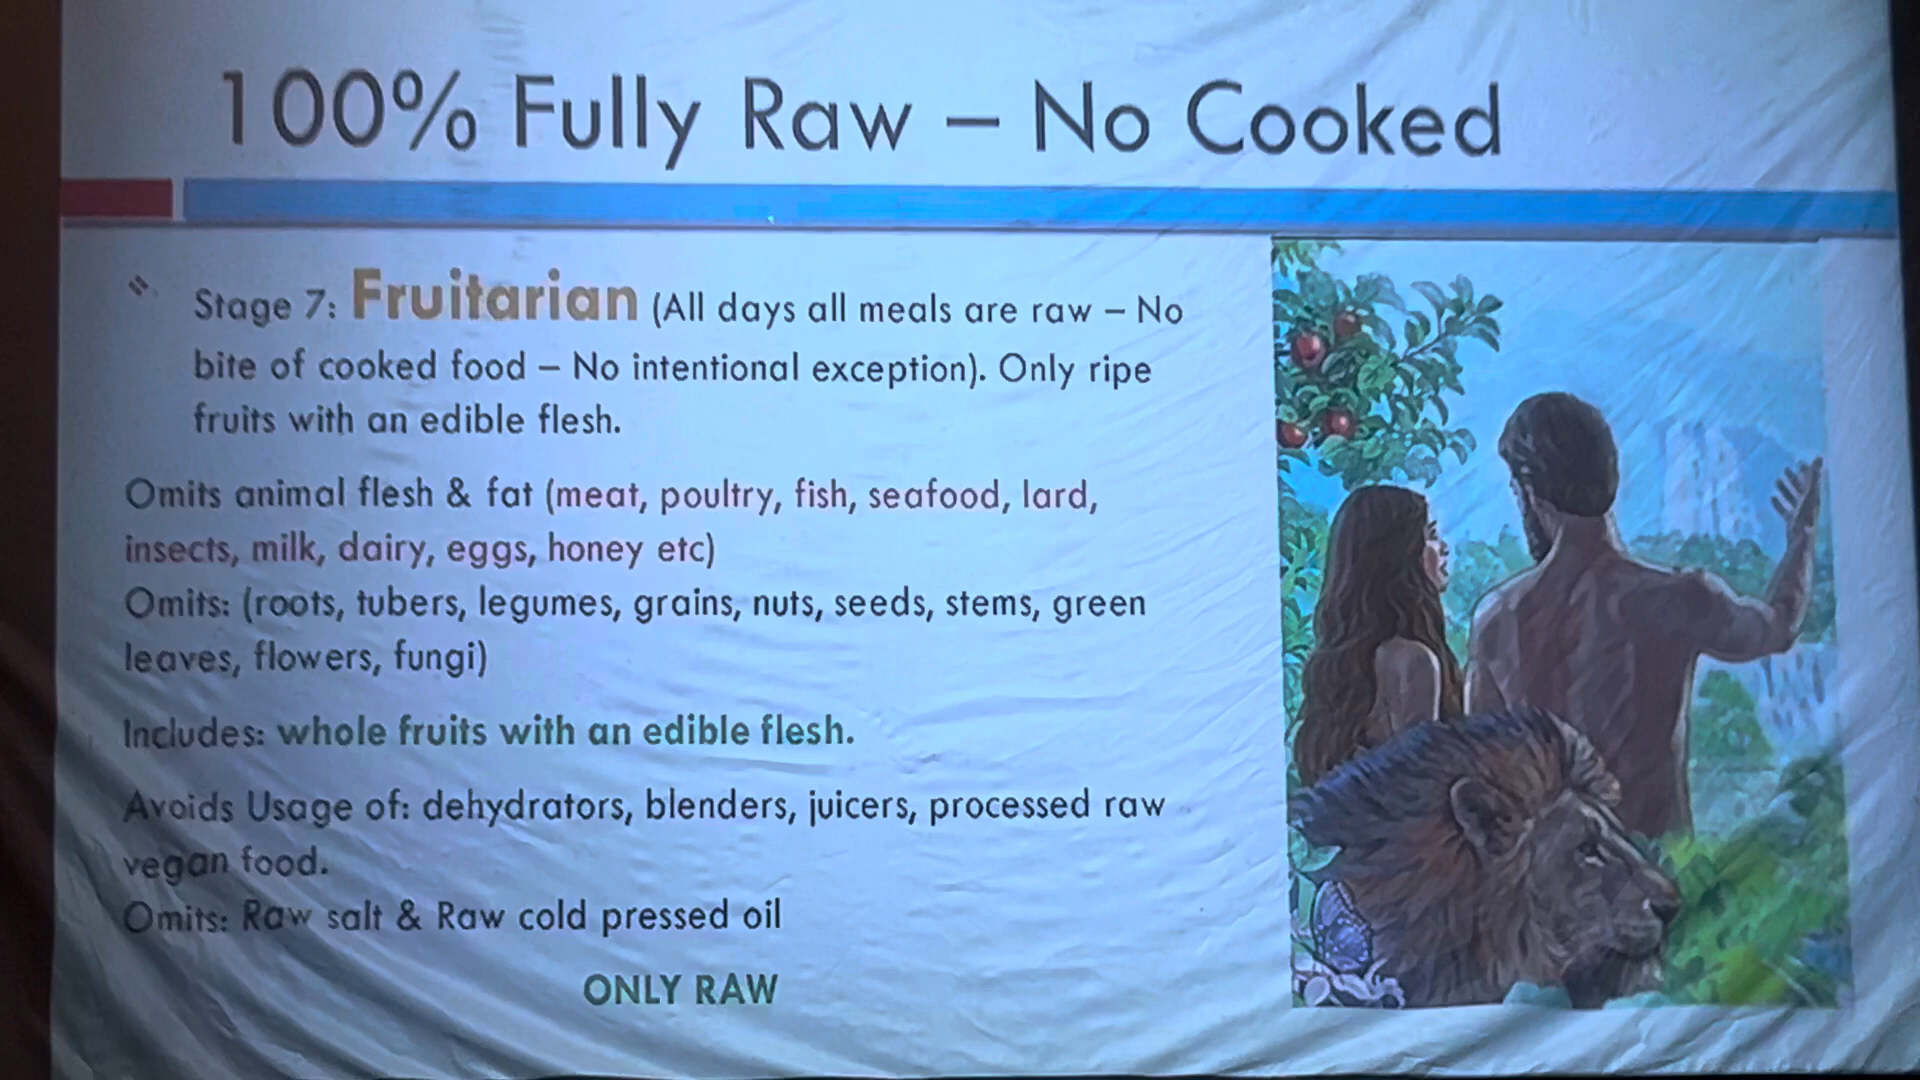 100% Fully Raw – No Cooked
Stage 7: Fruitarian (All days all meals are raw – No
bite of cooked food – No intentional exception). Only ripe
fruits with an edible flesh.
Omits animal flesh & fat (meat, poultry, fish, seafood, lard,
insects, milk, dairy, eggs, honey etc)
Omits: (roots, tubers, legumes, grains, nuts, seeds, stems, green
leaves, flowers, fungi)
Includes: whole fruits with an edible flesh.
Avoids Usage of: dehydrators, blenders, juicers, processed raw
vegan food.
Omits: Raw salt & Raw cold pressed oil
ONLY RAW